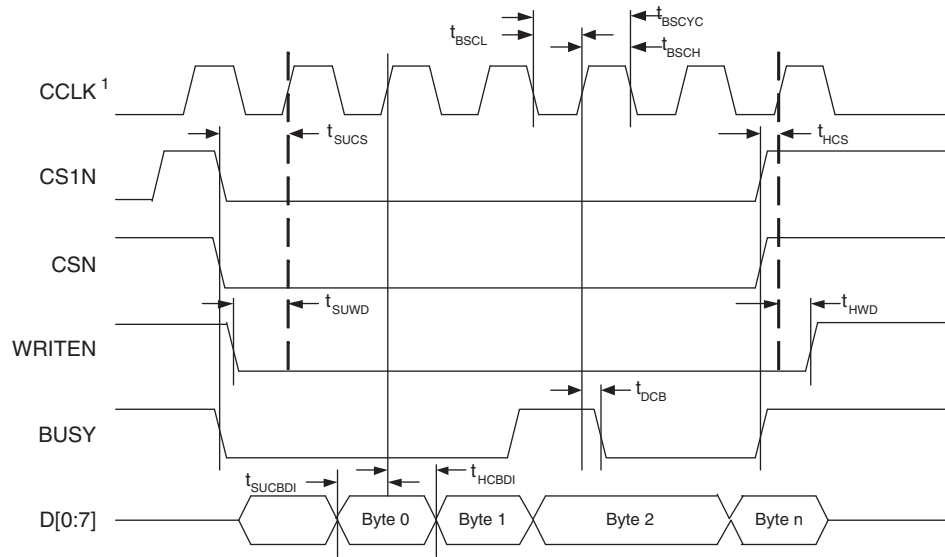 t_BSCYC
t_BSCL
t_BSCH
CCLK ¹
t_SUCS
t_HCS
CS1N
CSN
t_SUWD
t_HWD
WRITEN
t_DCB
BUSY
t_SUCBDI
t_HCBDI
D[0:7] Byte 0 Byte 1 Byte 2 Byte n